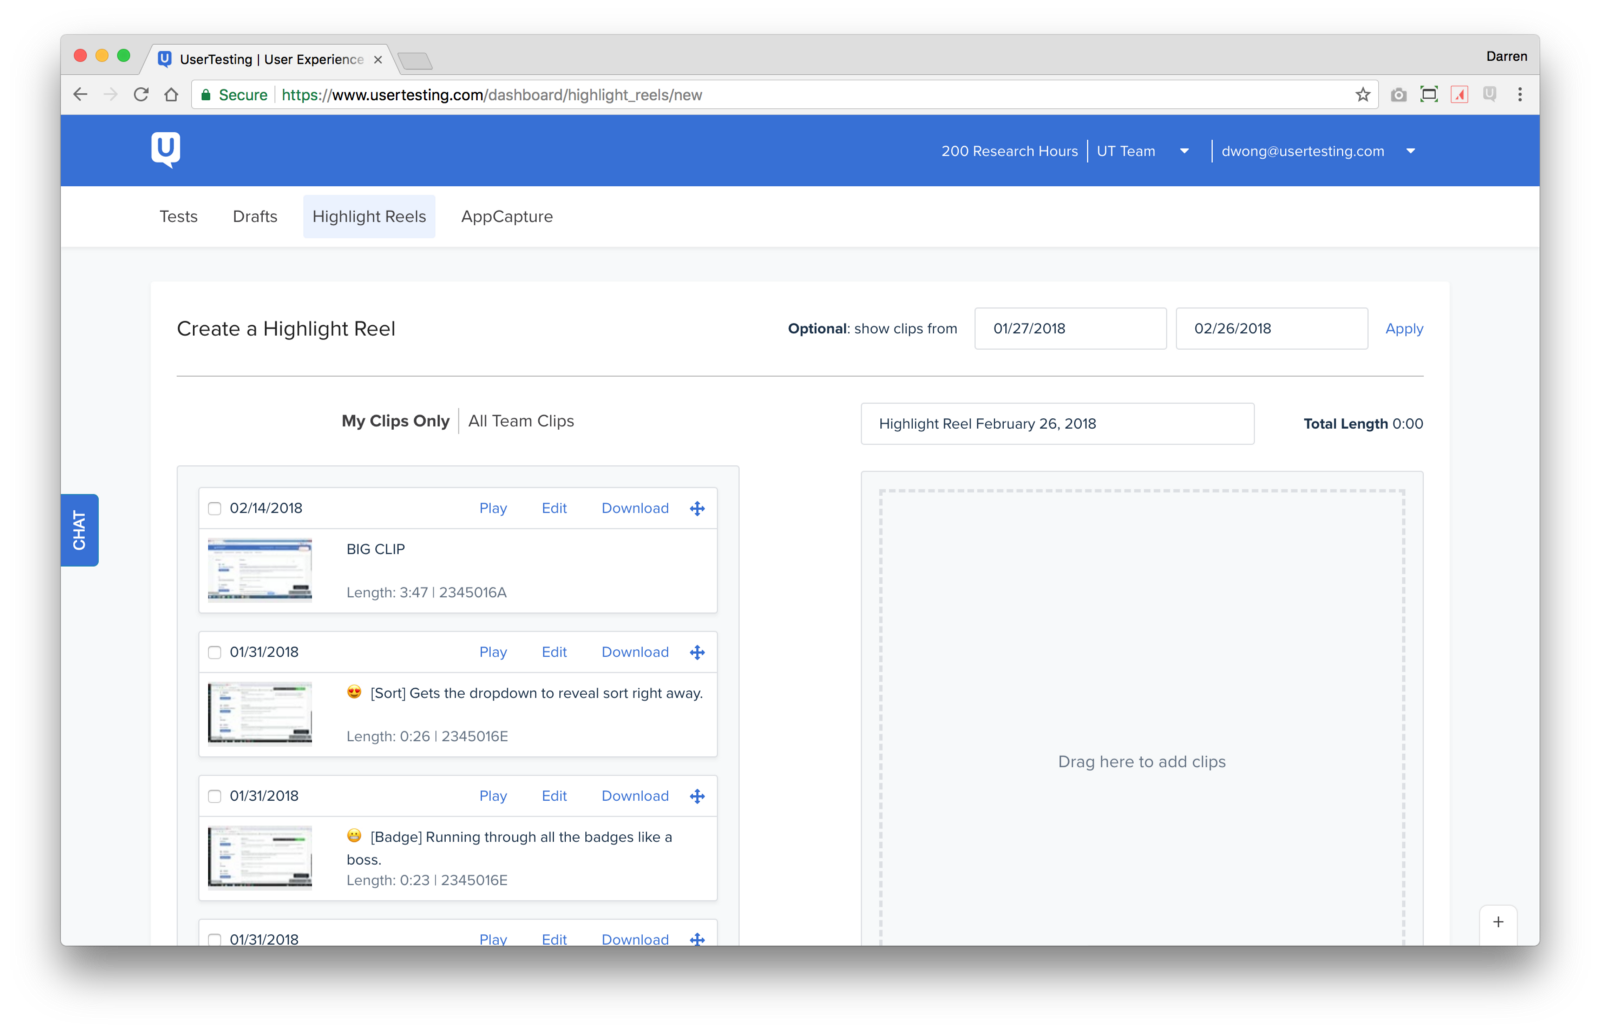 UserTesting | User Experience
Darren
Secure
https://www.usertesting.com/dashboard/highlight_reels/new
U
200 Research Hours
UT Team
dwong@usertesting.com
Tests
Drafts
Highlight Reels
AppCapture
Create a Highlight Reel
Optional: show clips from
01/27/2018
02/26/2018
Apply
My Clips Only
All Team Clips
Highlight Reel February 26, 2018
Total Length 0:00
CHAT
02/14/2018
Play
Edit
Download
BIG CLIP
Length: 3:47 | 2345016A
01/31/2018
Play
Edit
Download
😍 [Sort] Gets the dropdown to reveal sort right away.
Length: 0:26 | 2345016E
01/31/2018
Play
Edit
Download
😁 [Badge] Running through all the badges like a
boss.
Length: 0:23 | 2345016E
01/31/2018
Play
Edit
Download
Drag here to add clips
+